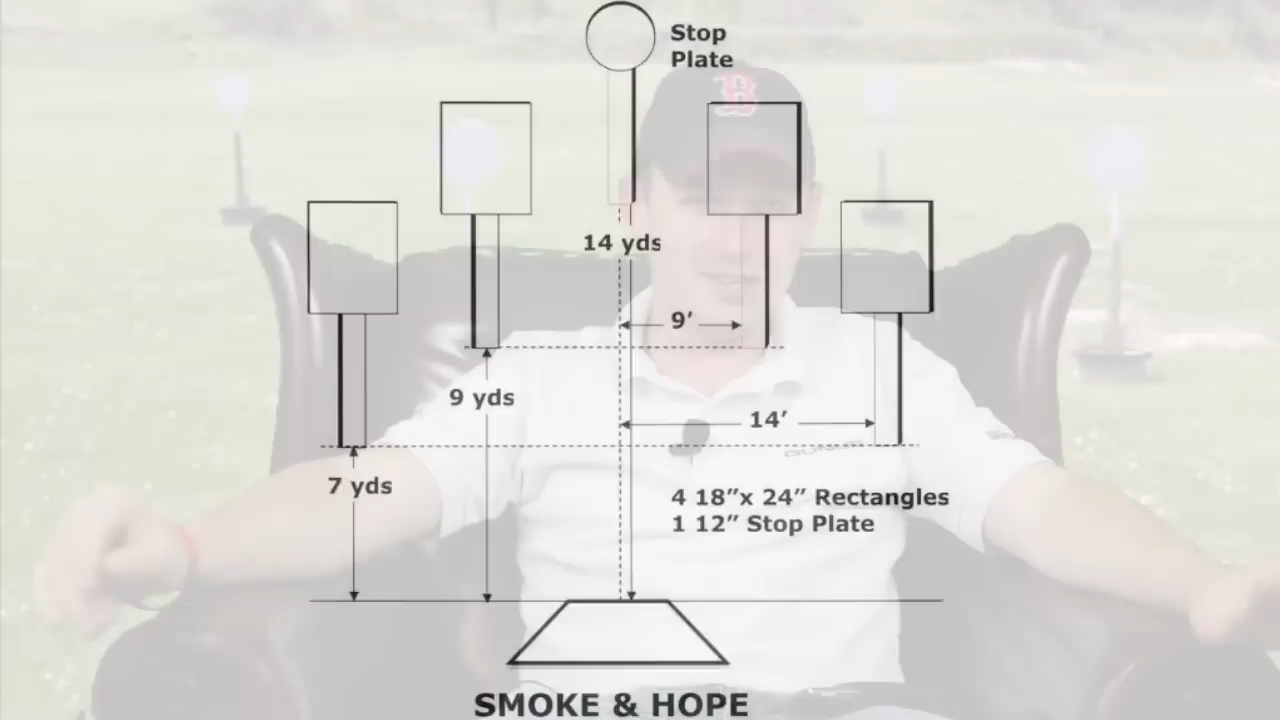 Stop
Plate
B
14 yds
9’
9 yds
14’
7 yds
4 18”x 24” Rectangles
1 12” Stop Plate
SMOKE & HOPE